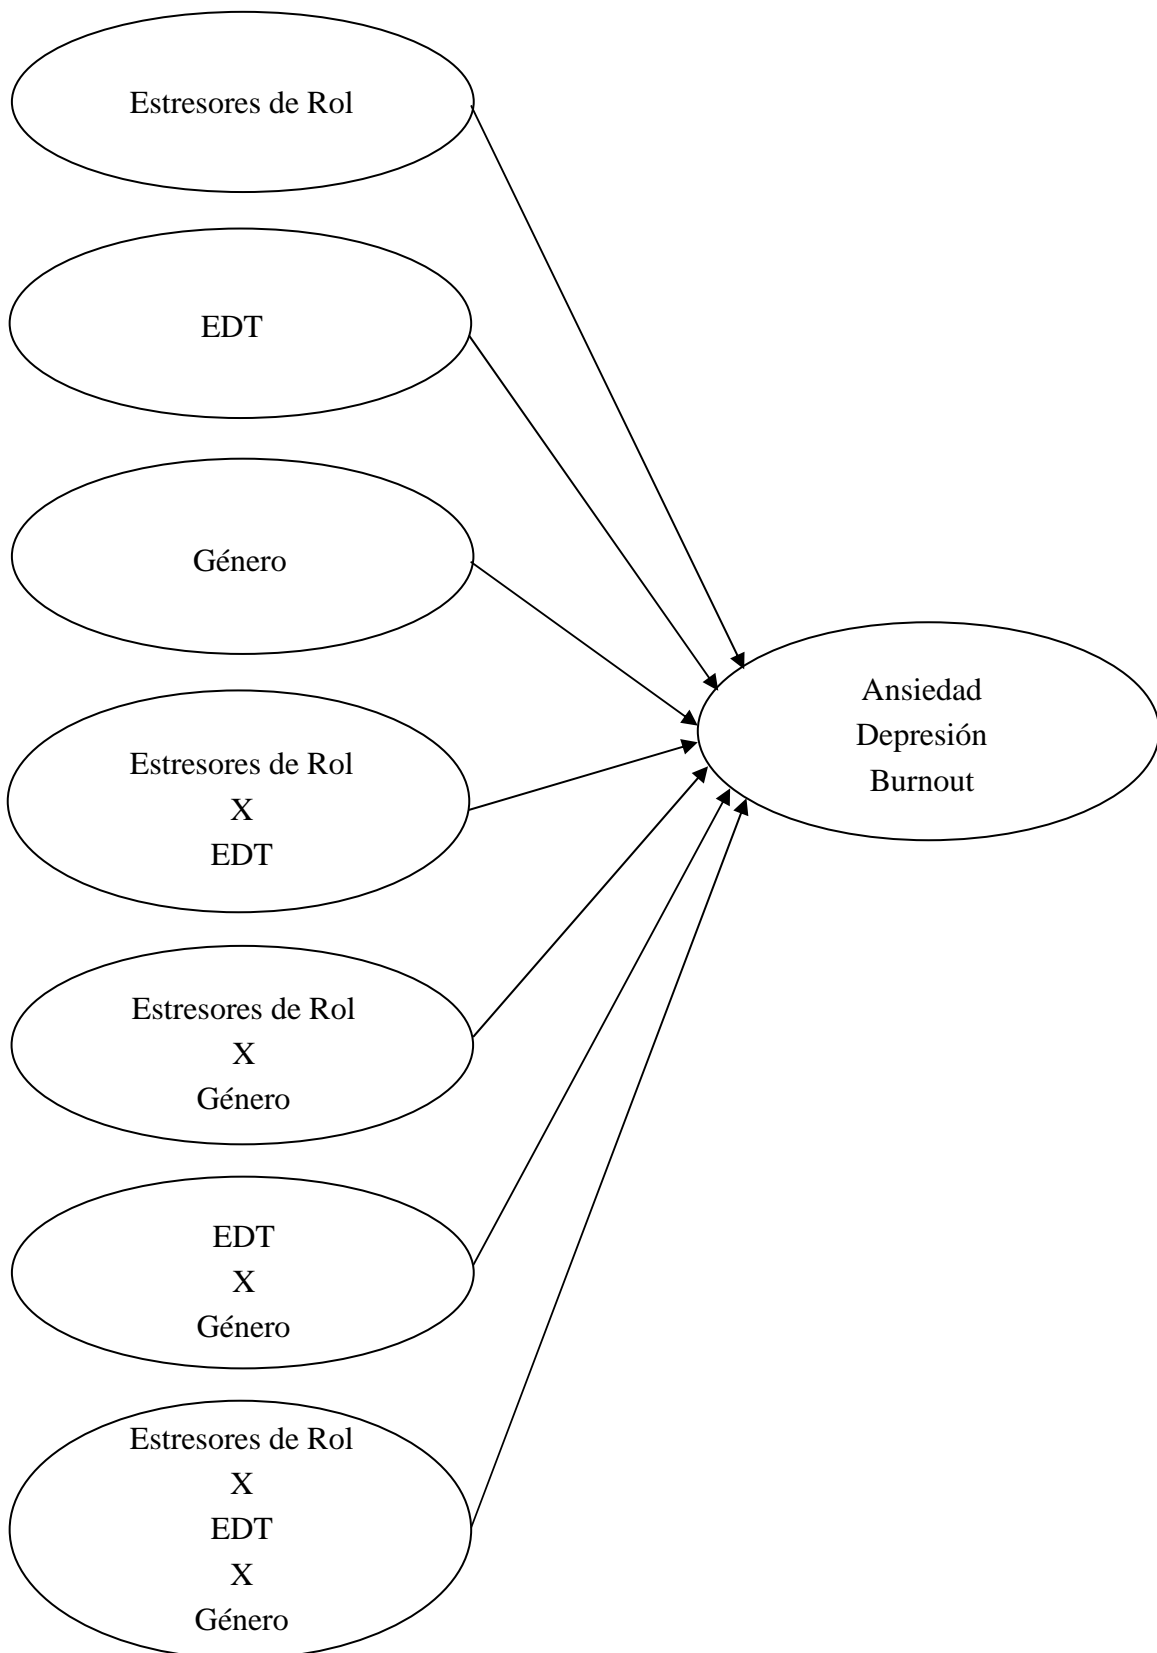 Estresores de Rol
EDT
Género
Estresores de Rol
X
EDT
Estresores de Rol
X
Género
EDT
X
Género
Estresores de Rol
X
EDT
X
Género
Ansiedad
Depresión
Burnout